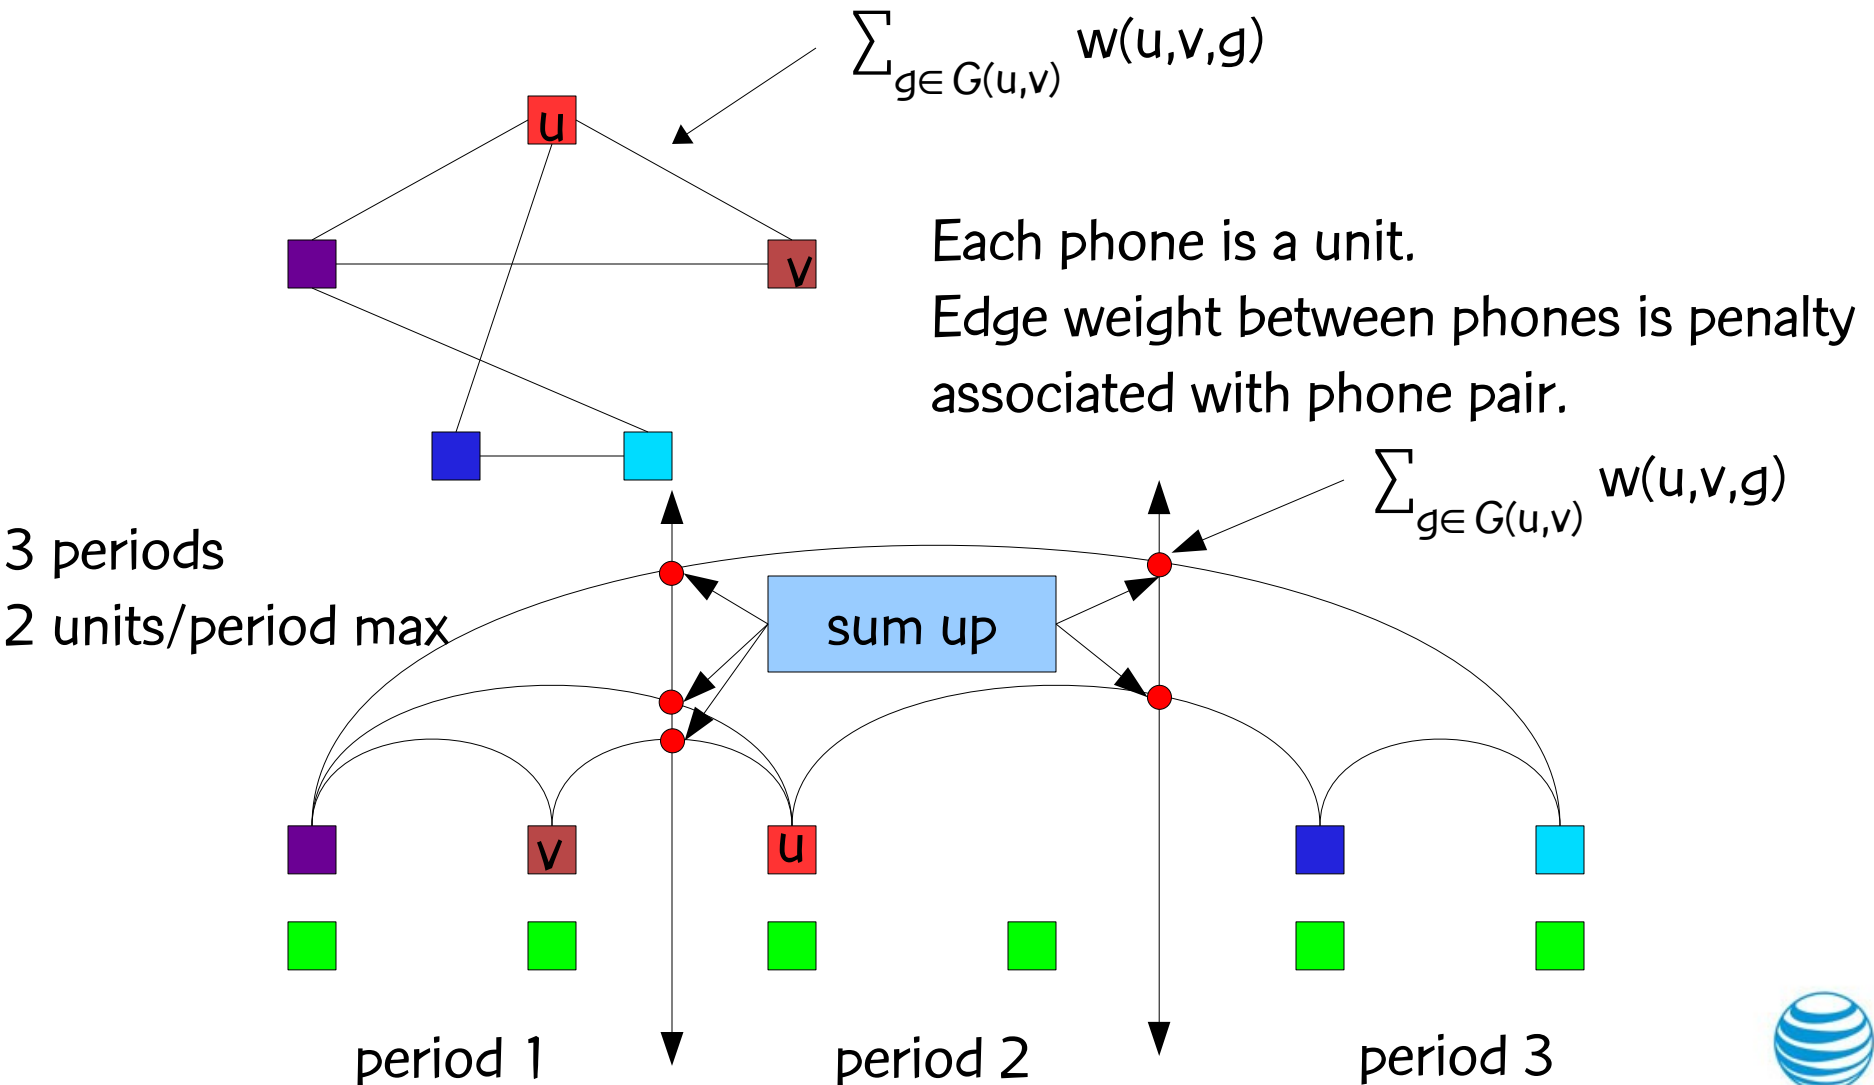 ∑g∈G(u,v) w(u,v,g)
u
v
Each phone is a unit.
Edge weight between phones is penalty
associated with phone pair.
∑g∈G(u,v) w(u,v,g)
3 periods
2 units/period max
sum up
v
u
period 1
period 2
period 3